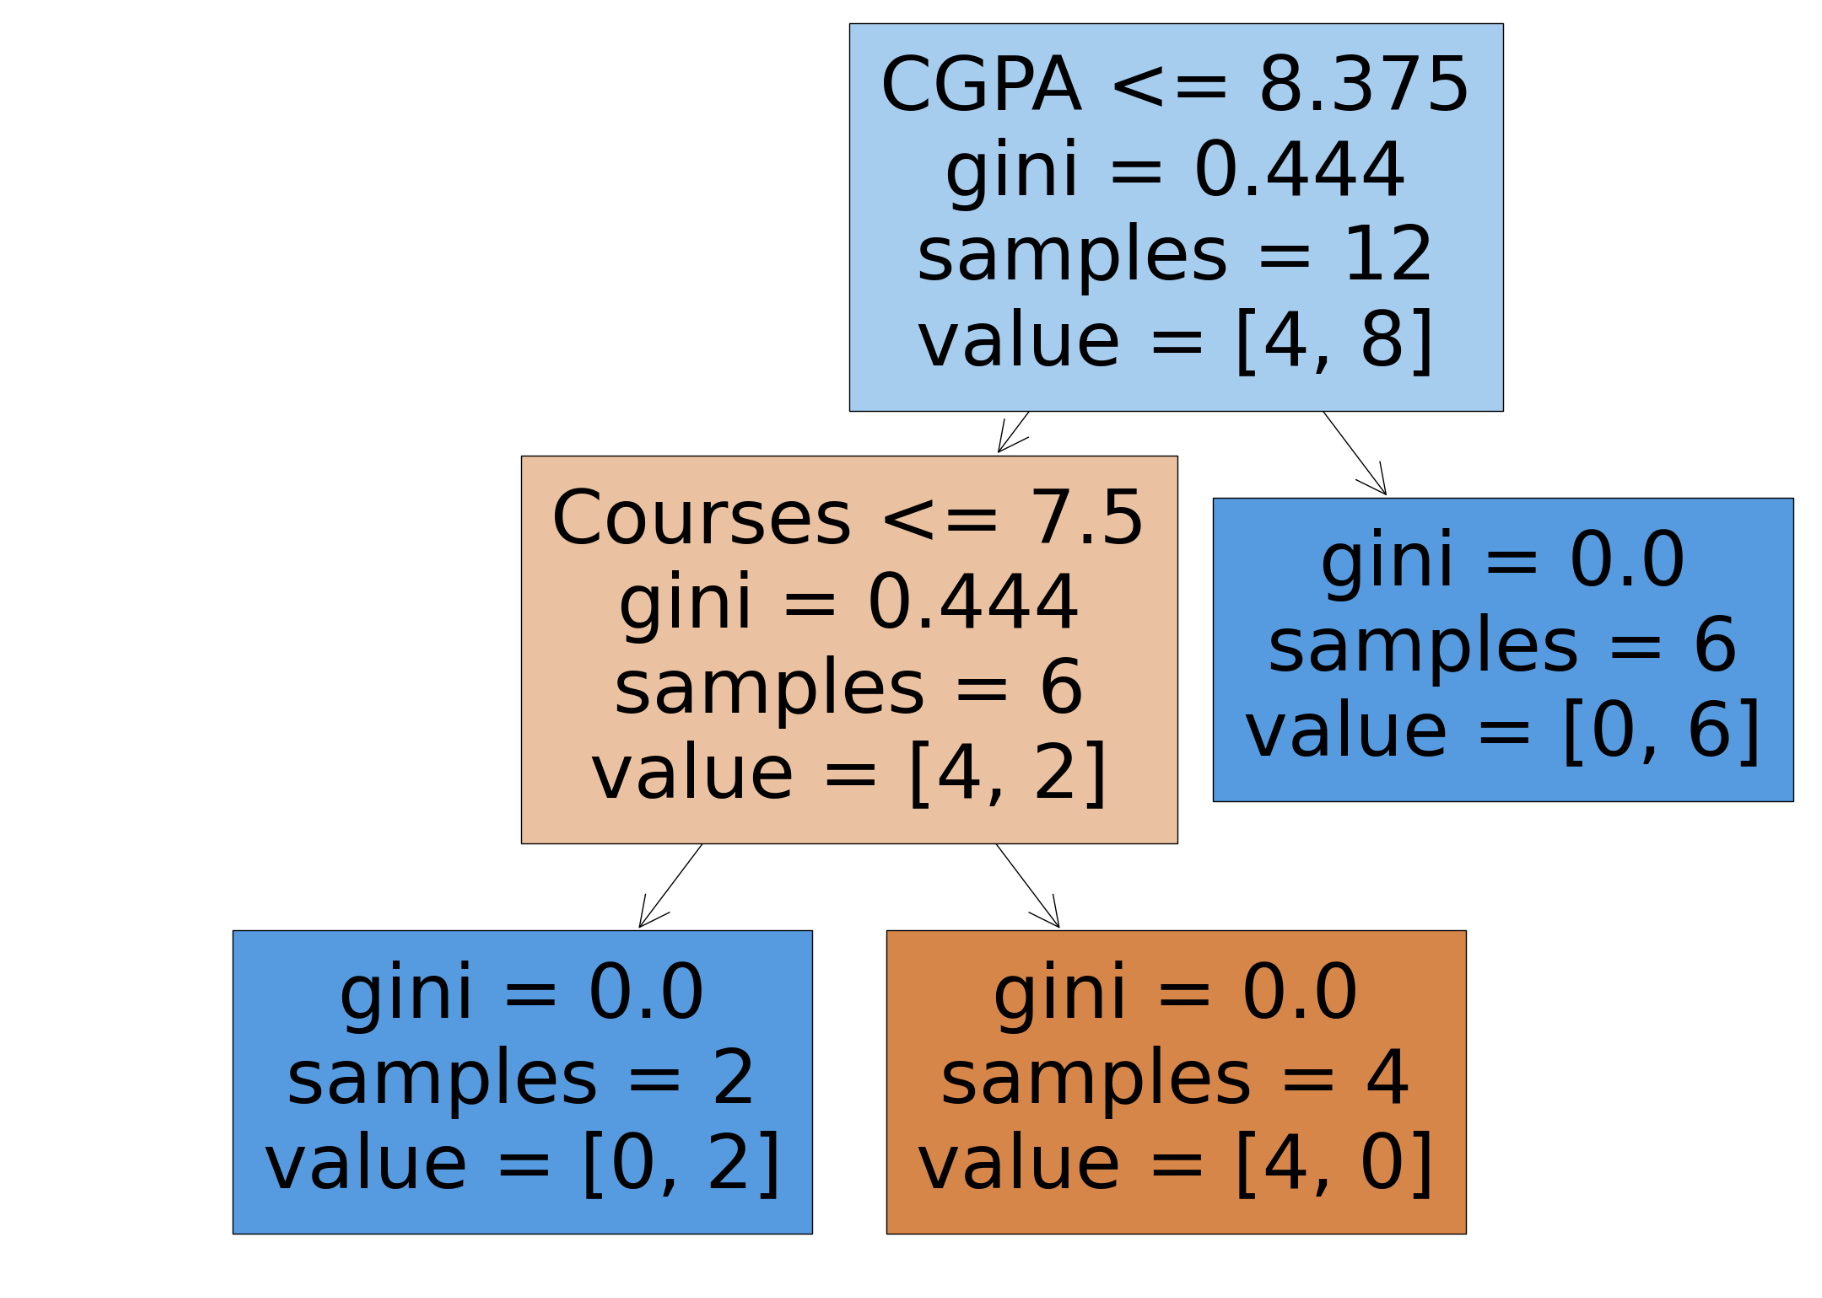 CGPA <= 8.375
gini = 0.444
samples = 12
value = [4, 8]
Courses <= 7.5
gini = 0.444
samples = 6
value = [4, 2]
gini = 0.0
samples = 6
value = [0, 6]
gini = 0.0
samples = 2
value = [0, 2]
gini = 0.0
samples = 4
value = [4, 0]